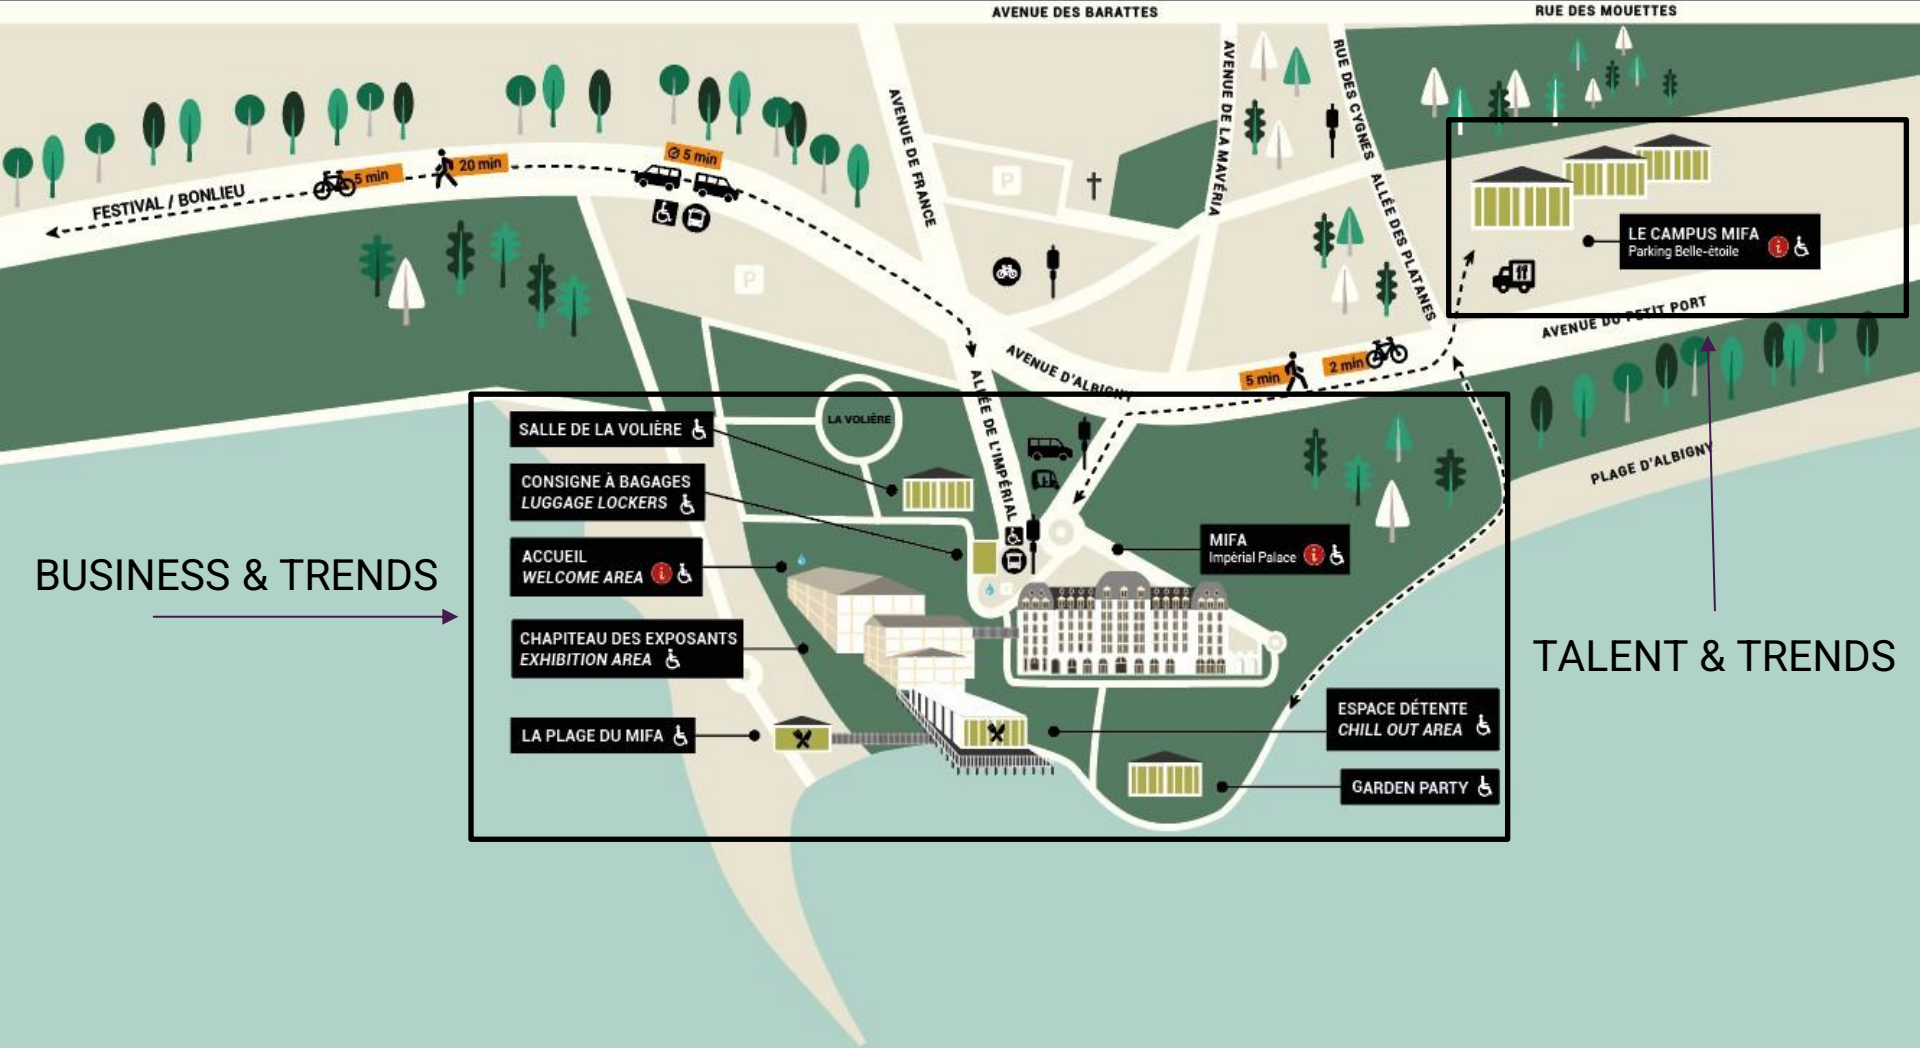 AVENUE DES BARATTES
RUE DES MOUETTES
AVENUE DE FRANCE
AVENUE DE LA MAVÉRIA
RUE DES CYGNES
ALLÉE DES PLATANES
5 min
20 min
5 min
FESTIVAL / BONLIEU
P
P
LE CAMPUS MIFA
Parking Belle-étoile
i
AVENUE DU PETIT PORT
AVENUE D'ALBIGNY
5 min
2 min
ALLÉE DE L'IMPÉRIAL
LA VOLIÈRE
PLAGE D'ALBIGNY
SALLE DE LA VOLIÈRE
CONSIGNE À BAGAGES
LUGGAGE LOCKERS
ACCUEIL
WELCOME AREA i
CHAPITEAU DES EXPOSANTS
EXHIBITION AREA
LA PLAGE DU MIFA
MIFA
Impérial Palace i
ESPACE DÉTENTE
CHILL OUT AREA
GARDEN PARTY
BUSINESS & TRENDS
TALENT & TRENDS